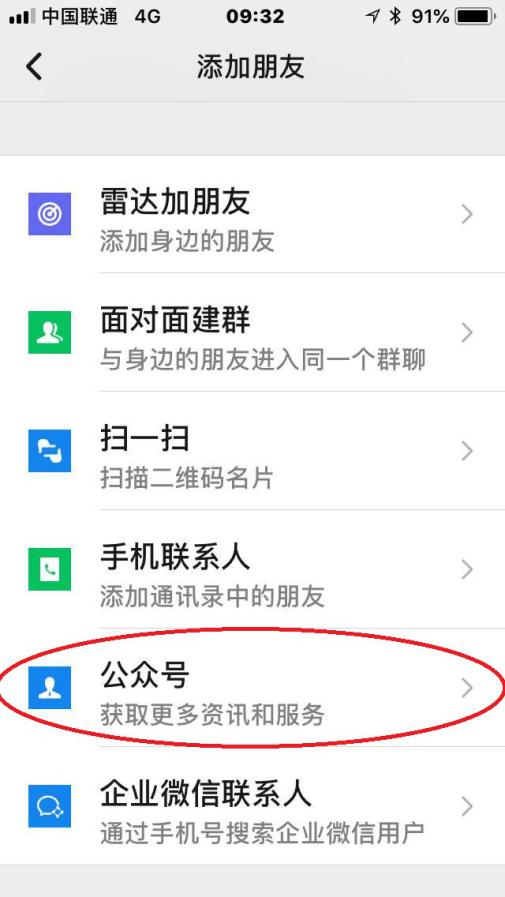 中国联通 4G 09:32 91%
添加朋友
雷达加朋友
添加身边的朋友
面对面建群
与身边的朋友进入同一个群聊
扫一扫
扫描二维码名片
手机联系人
添加通讯录中的朋友
公众号
获取更多资讯和服务
企业微信联系人
通过手机号搜索企业微信用户